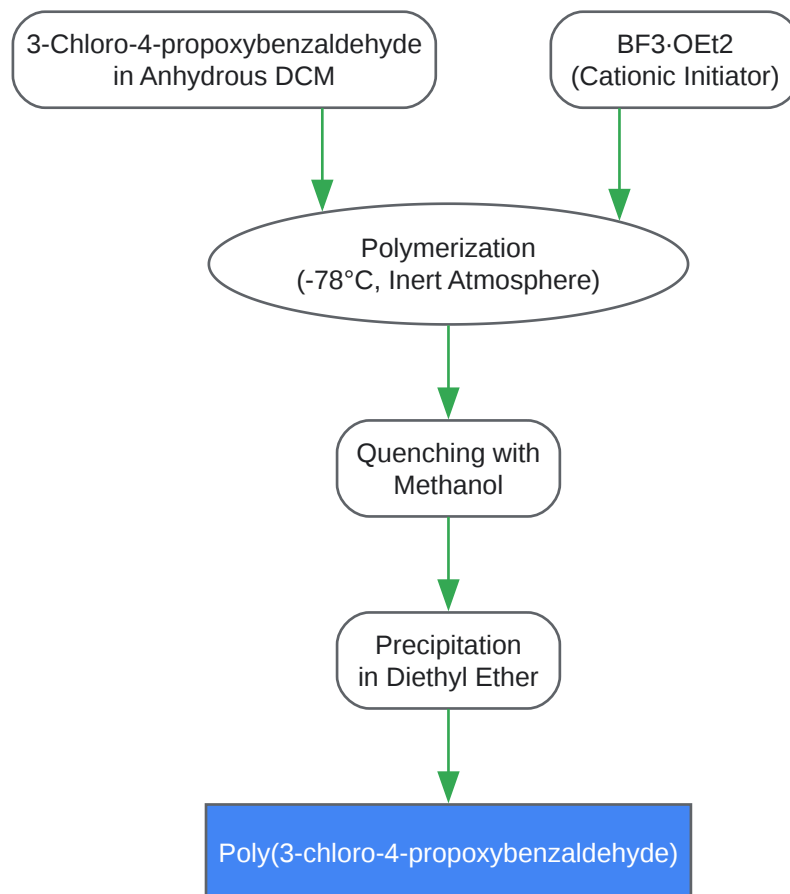 3-Chloro-4-propoxybenzaldehyde
in Anhydrous DCM
BF3·OEt2
(Cationic Initiator)
Polymerization
(-78°C, Inert Atmosphere)
Quenching with
Methanol
Precipitation
in Diethyl Ether
Poly(3-chloro-4-propoxybenzaldehyde)